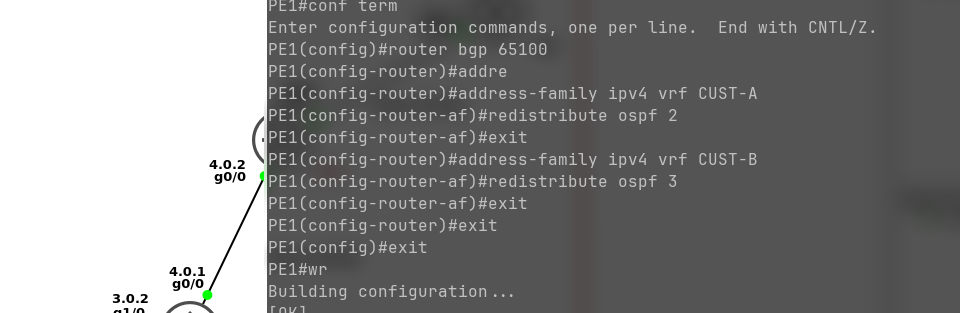 PE1#conf term
Enter configuration commands, one per line.  End with CNTL/Z.
PE1(config)#router bgp 65100
PE1(config-router)#addre
PE1(config-router)#address-family ipv4 vrf CUST-A
PE1(config-router-af)#redistribute ospf 2
PE1(config-router-af)#exit
PE1(config-router)#address-family ipv4 vrf CUST-B
PE1(config-router-af)#redistribute ospf 3
PE1(config-router-af)#exit
PE1(config-router)#exit
PE1(config)#exit
PE1#wr
Building configuration...
[OK]
4.0.2
g0/0
4.0.1
g0/0
3.0.2
g1/0